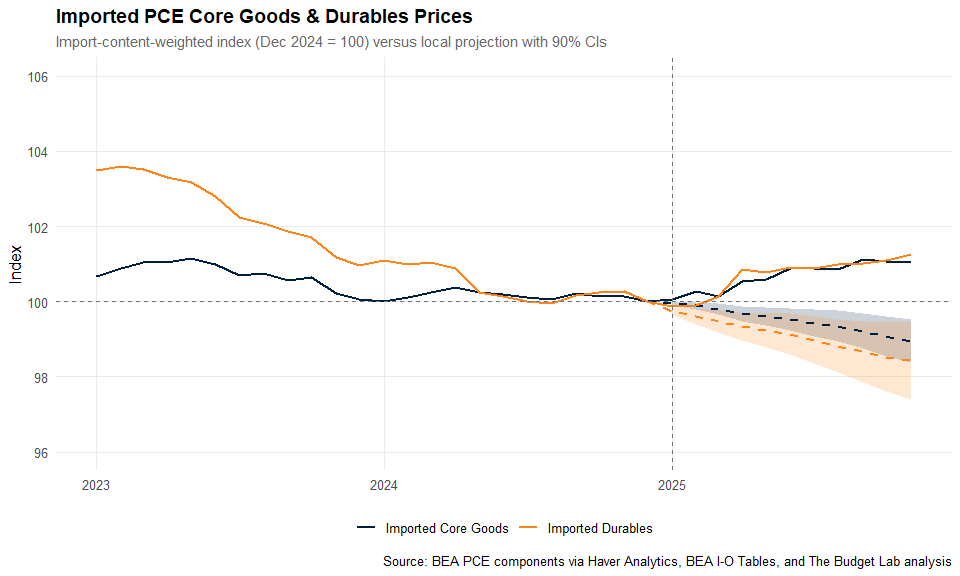 Imported PCE Core Goods & Durables Prices
Import-content-weighted index (Dec 2024 = 100) versus local projection with 90% CIs
106
104
102
100
98
96
Index
2023
2024
2025
Imported Core Goods
Imported Durables
Source: BEA PCE components via Haver Analytics, BEA I-O Tables, and The Budget Lab analysis